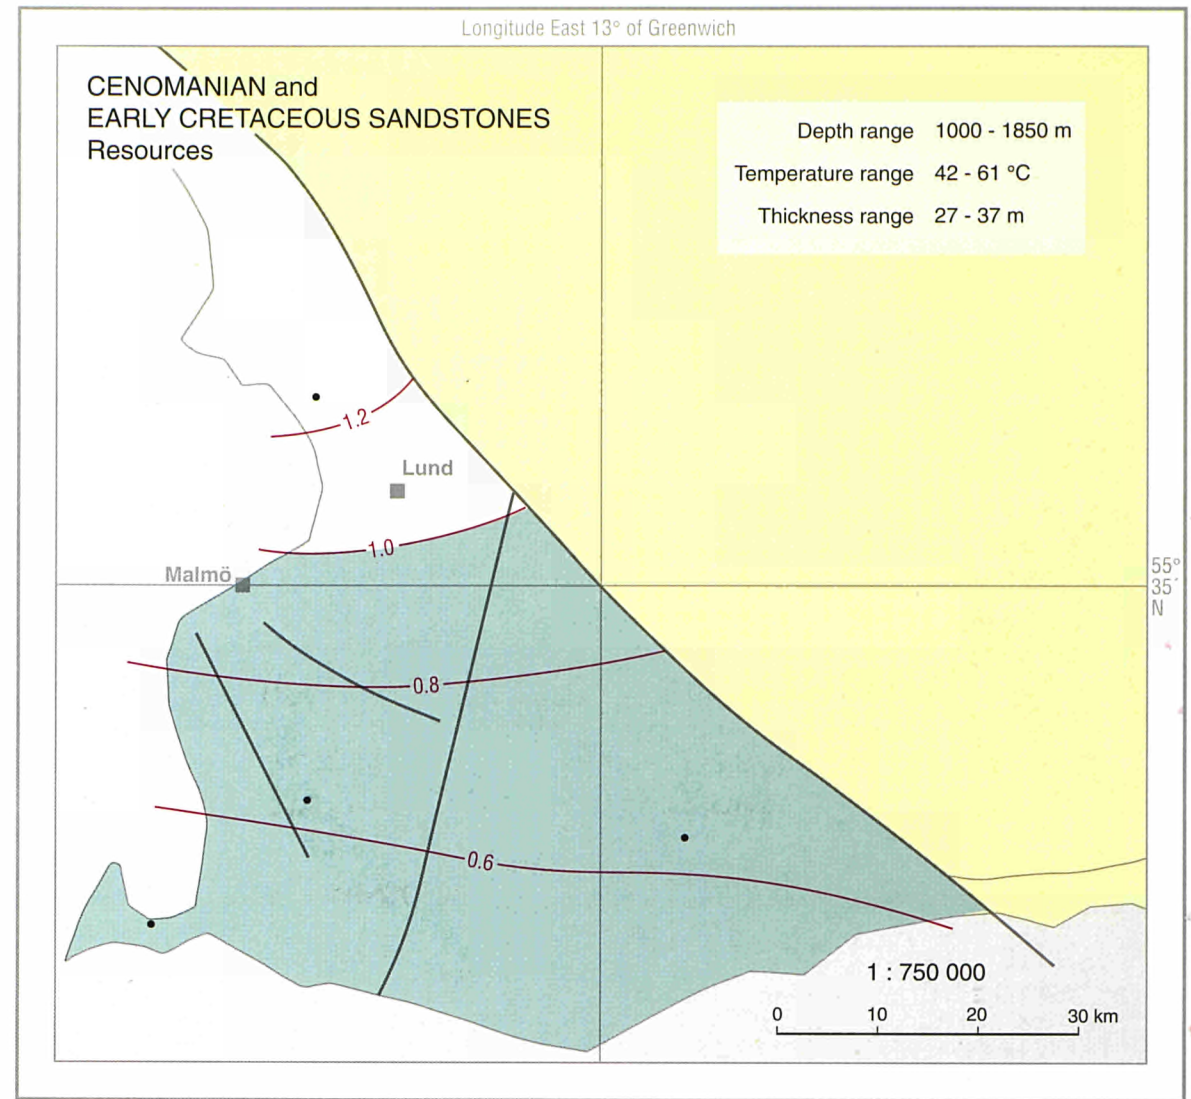 Longitude East 13° of Greenwich
CENOMANIAN and
EARLY CRETACEOUS SANDSTONES
Resources
Depth range 1000 - 1850 m
Temperature range 42 - 61 °C
Thickness range 27 - 37 m
1.2
Lund
1.0
Malmö
55°
35´
N
0.8
0.6
1 : 750 000
0 10 20 30 km